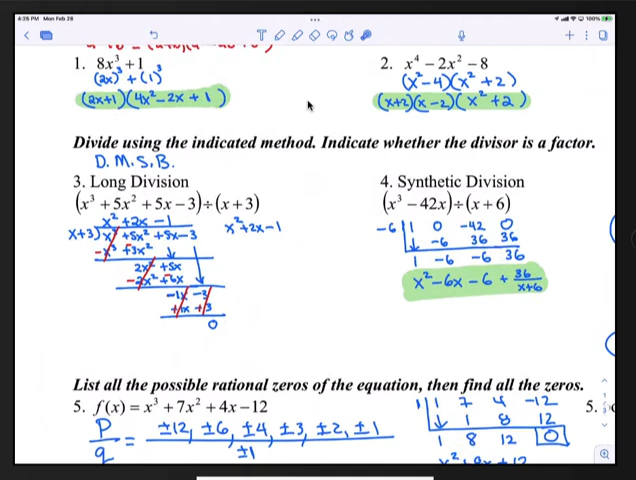 4:25 PM Mon Feb 28
100%
1. 8x³ + 1
(2x)³ + (1)³
(2x+1)(4x²-2x+1)
2. x⁴ - 2x² - 8
(x²-4)(x²+2)
(x+2)(x-2)(x²+2)
Divide using the indicated method. Indicate whether the divisor is a factor.
D. M. S. B.
3. Long Division
(x³ + 5x² + 5x - 3) ÷ (x + 3)
x² + 2x - 1
x+3) x³ +5x² +5x -3
x²+2x-1
-x³ +3x²
2x² +5x
-2x² +6x
-1x -3
+1x +3
0
4. Synthetic Division
(x³ - 42x) ÷ (x + 6)
-6 | 1 0 -42 0
↓ -6 36 36
1 -6 -6 36
x² - 6x - 6 + 36/(x+6)
List all the possible rational zeros of the equation, then find all the zeros.
5. f(x) = x³ + 7x² + 4x - 12
P/q = ±12, ±6, ±4, ±3, ±2, ±1 / ±1
1 | 1 7 4 -12
↓ 1 8 12
1 8 12 0
5.